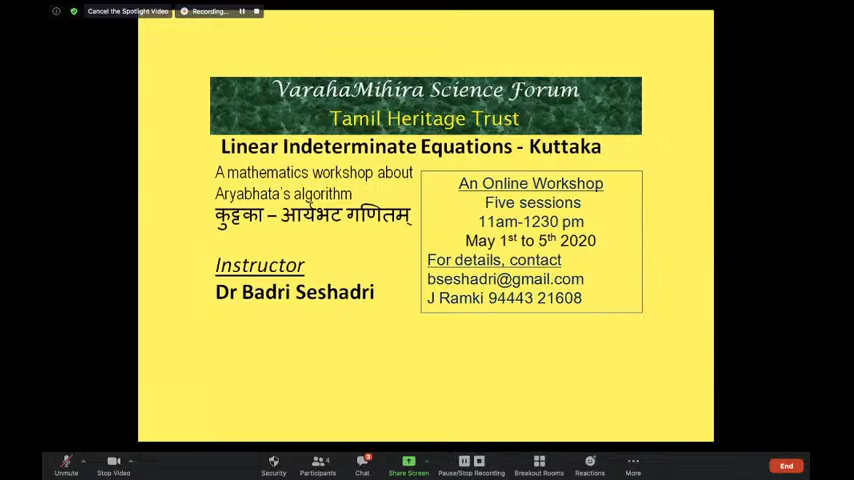 Cancel the Spotlight Video
Recording...
VarahaMihira Science Forum
Tamil Heritage Trust
Linear Indeterminate Equations - Kuttaka
A mathematics workshop about
Aryabhata's algorithm
कुट्टका – आर्यभट गणितम्
Instructor
Dr Badri Seshadri
An Online Workshop
Five sessions
11am-1230 pm
May 1st to 5th 2020
For details, contact
bseshadri@gmail.com
J Ramki 94443 21608
Unmute
Stop Video
Security
4
Participants
3
Chat
Share Screen
Pause/Stop Recording
Breakout Rooms
Reactions
More
End